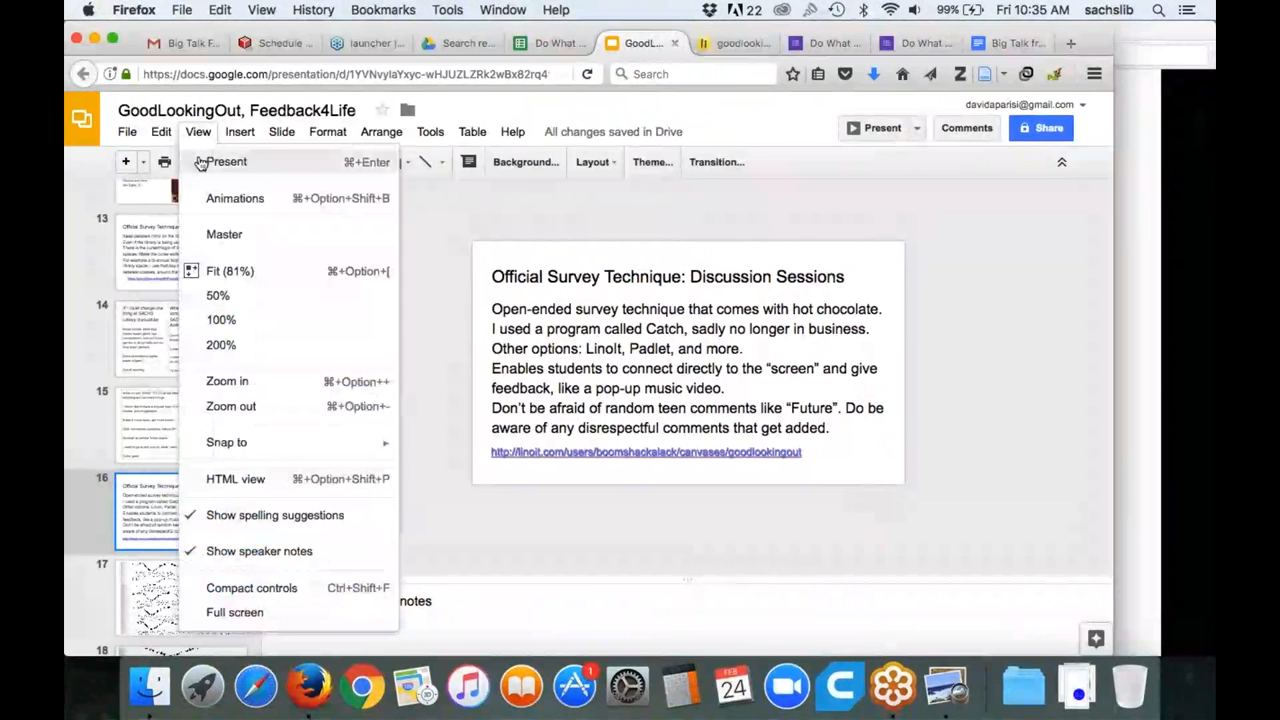 Firefox File Edit View History Bookmarks Tools Window Help 22 99% Fri 10:35 AM sachslib
Big Talk F... Schedule ... launcher j... Search re... Do What ... GoodL... goodlooki... Do What ... Do What ... Big Talk fr...
https://docs.google.com/presentation/d/1YVNvyIaYxyc-wHJUZLZRk2wBx82rq4 Search
GoodLookingOut, Feedback4Life
davidaparisi@gmail.com
File Edit View Insert Slide Format Arrange Tools Table Help All changes saved in Drive
Present Comments Share
Background... Layout Theme... Transition...
Present ⌘+Enter
Animations ⌘+Option+Shift+B
Master
Fit (81%) ⌘+Option+[
50%
100%
200%
Zoom in ⌘+Option++
Zoom out ⌘+Option+-
Snap to
HTML view ⌘+Option+Shift+P
Show spelling suggestions
Show speaker notes
Compact controls Ctrl+Shift+F
Full screen
13
14
15
16
17
18
Official Survey Technique: Discussion Sessions
Open-ended survey technique that comes with hot chocolate.
I used a program called Catch, sadly no longer in business.
Other options: LinoIt, Padlet, and more.
Enables students to connect directly to the "screen" and give
feedback, like a pop-up music video.
Don't be afraid of random teen comments like "Future". Do be
aware of any disrespectful comments that get added.
http://linoit.com/users/boomshackalack/canvases/goodlookingout
notes
3D
1
FEB
24